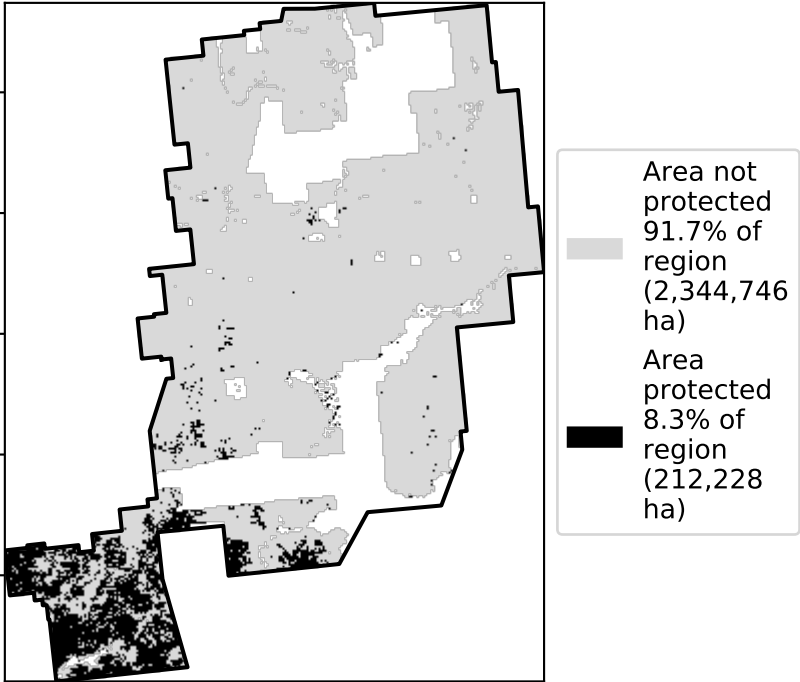 Area not
protected
91.7% of
region
(2,344,746
ha)
Area
protected
8.3% of
region
(212,228
ha)